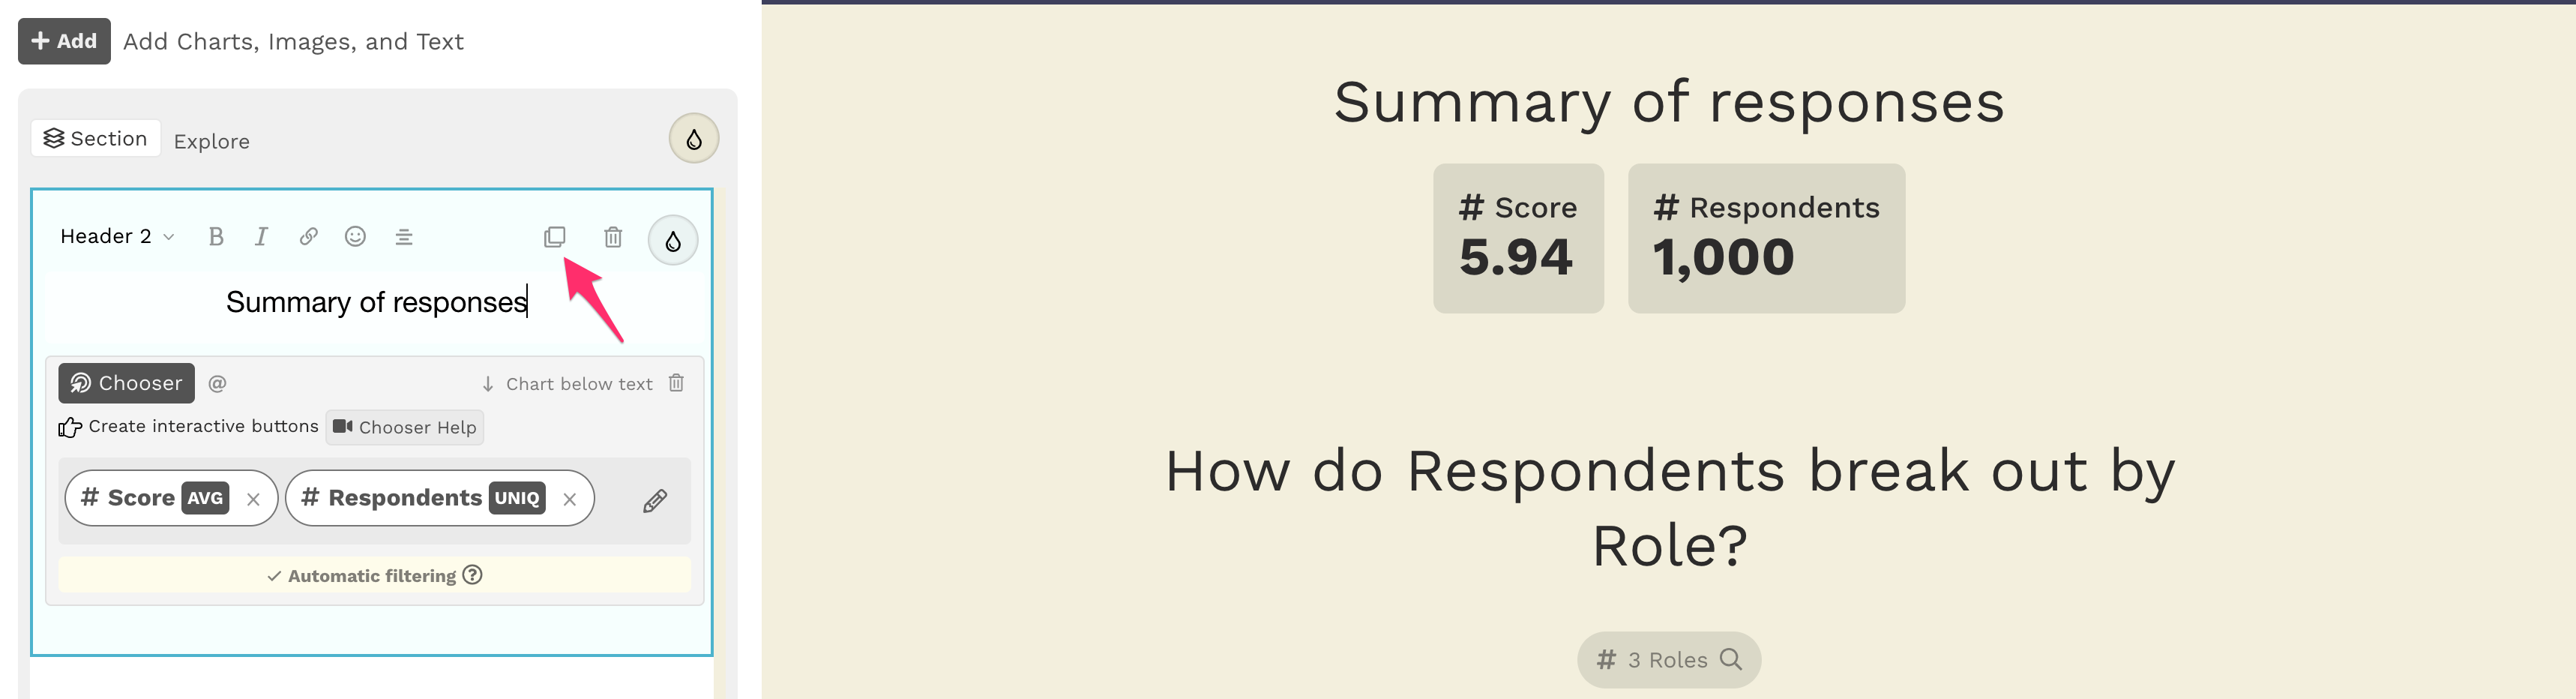 + Add Add Charts, Images, and Text
Section Explore
Header 2 B I
Summary of responses
Chooser @ ↓ Chart below text
Create interactive buttons Chooser Help
# Score AVG × # Respondents UNIQ ×
✓ Automatic filtering ?
Summary of responses
# Score
5.94
# Respondents
1,000
How do Respondents break out by
Role?
# 3 Roles